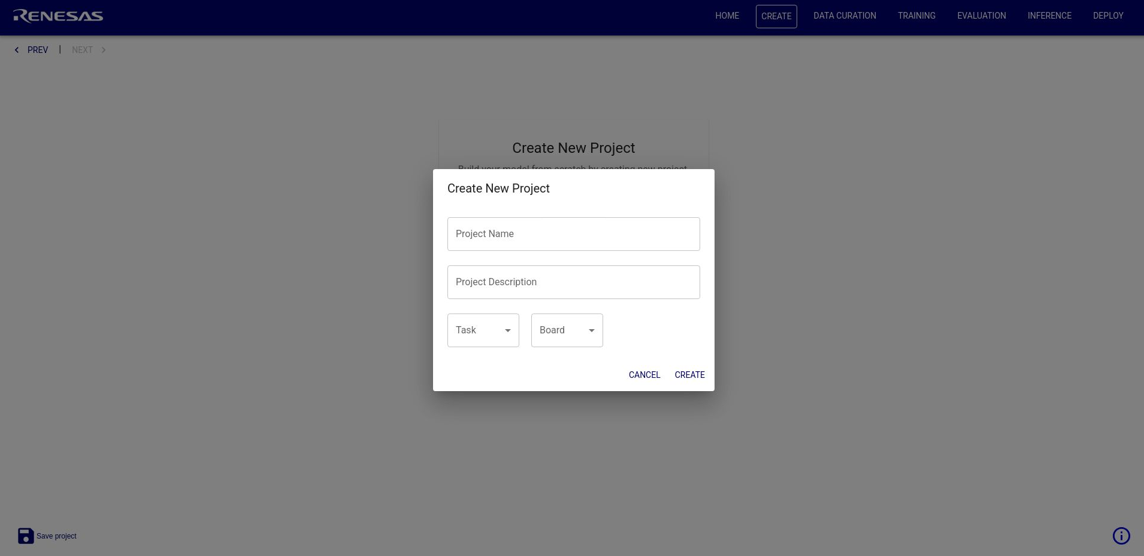 RENESAS
HOME
CREATE
DATA CURATION
TRAINING
EVALUATION
INFERENCE
DEPLOY
PREV | NEXT
Create New Project
Build your model from scratch by creating new project
Create New Project
Project Name
Project Description
Task
Board
CANCEL
CREATE
Save project